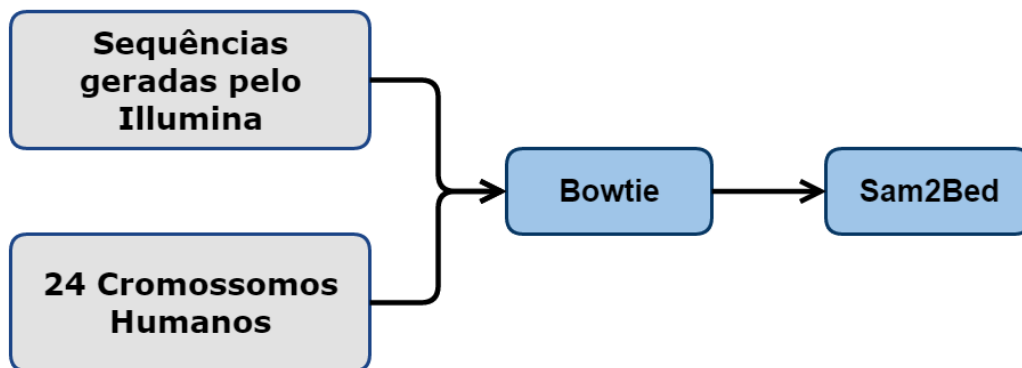 Sequências
geradas pelo
Illumina
24 Cromossomos
Humanos
Bowtie
Sam2Bed